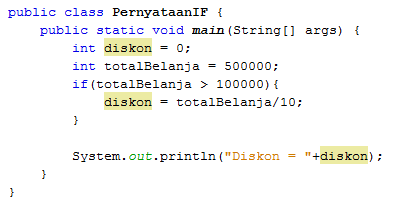 public class PernyataanIF {
    public static void main(String[] args) {
        int diskon = 0;
        int totalBelanja = 500000;
        if(totalBelanja > 100000){
            diskon = totalBelanja/10;
        }

        System.out.println("Diskon = "+diskon);
    }
}